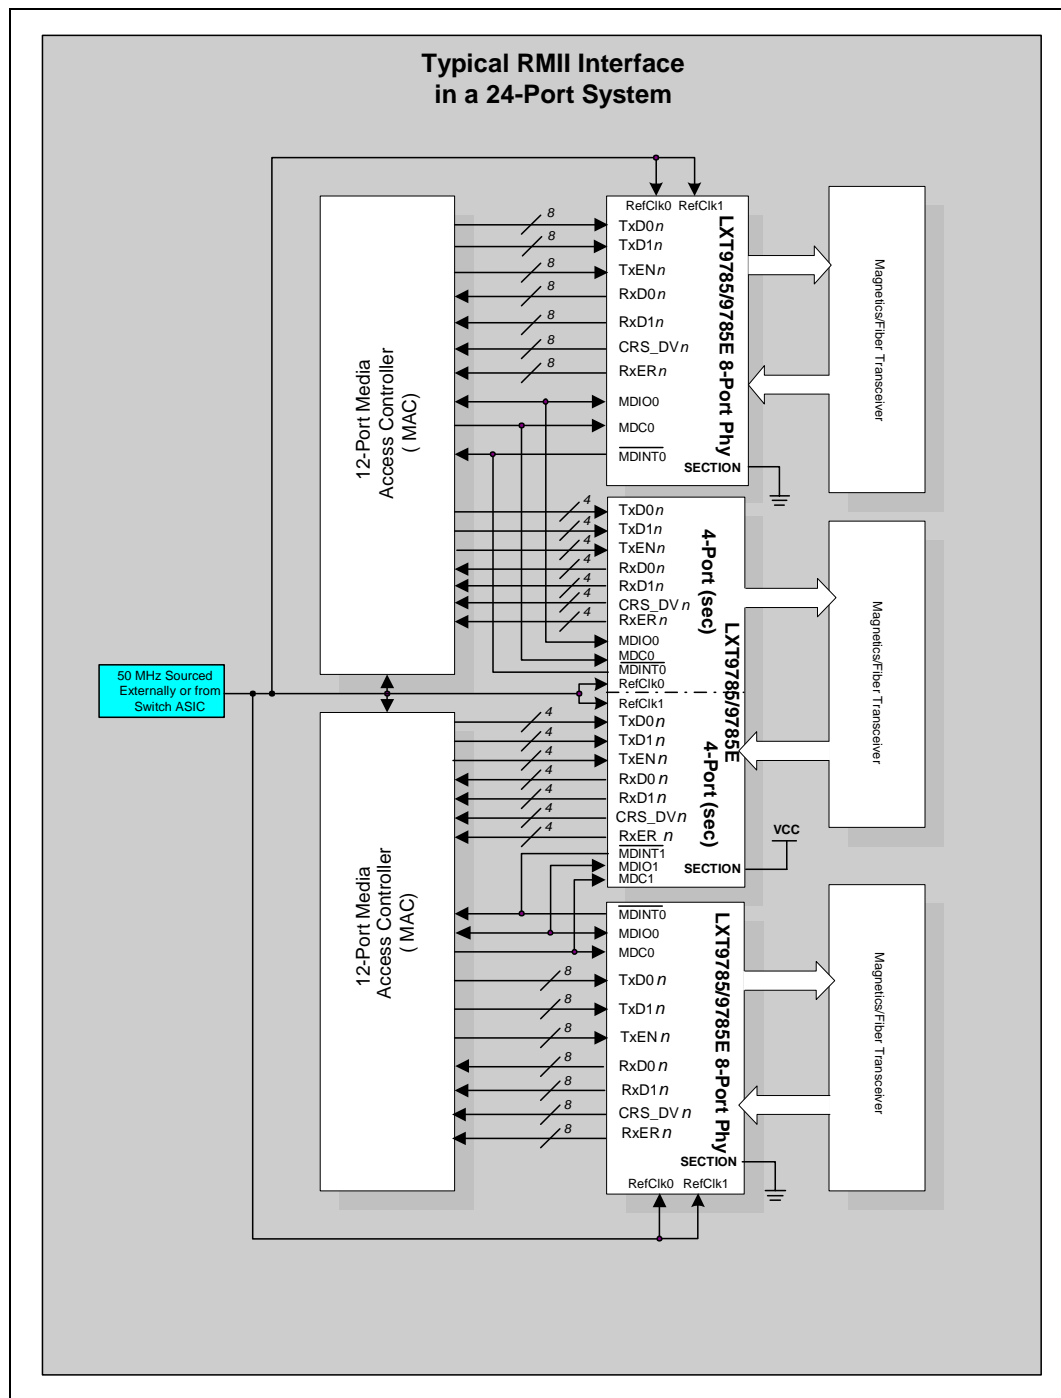 Typical RMII Interface
in a 24-Port System
RefClk0 RefClk1
12-Port Media
Access Controller
( MAC)
8
8
8
8
8
8
8
TxD0n
TxD1n
TxENn
RxD0n
RxD1n
CRS_DVn
RxERn
MDIO0
MDC0
MDINT0
SECTION
LXT9785/9785E 8-Port Phy
Magnetics/Fiber Transceiver
4
4
4
4
4
4
4
TxD0n
TxD1n
TxENn
RxD0n
RxD1n
CRS_DVn
RxERn
MDIO0
MDC0
MDINT0
RefClk0
4-Port (sec)
LXT9785/9785E
Magnetics/Fiber Transceiver
50 MHz Sourced
Externally or from
Switch ASIC
12-Port Media
Access Controller
( MAC)
4
4
4
4
4
4
4
RefClk1
TxD0n
TxD1n
TxENn
RxD0n
RxD1n
CRS_DVn
RxER n
MDINT1
MDIO1
MDC1
4-Port (sec)
SECTION
VCC
MDINT0
MDIO0
MDC0
8
8
8
8
8
8
8
TxD0n
TxD1n
TxEN n
RxD0n
RxD1n
CRS_DVn
RxERn
SECTION
RefClk0 RefClk1
LXT9785/9785E 8-Port Phy
Magnetics/Fiber Transceiver